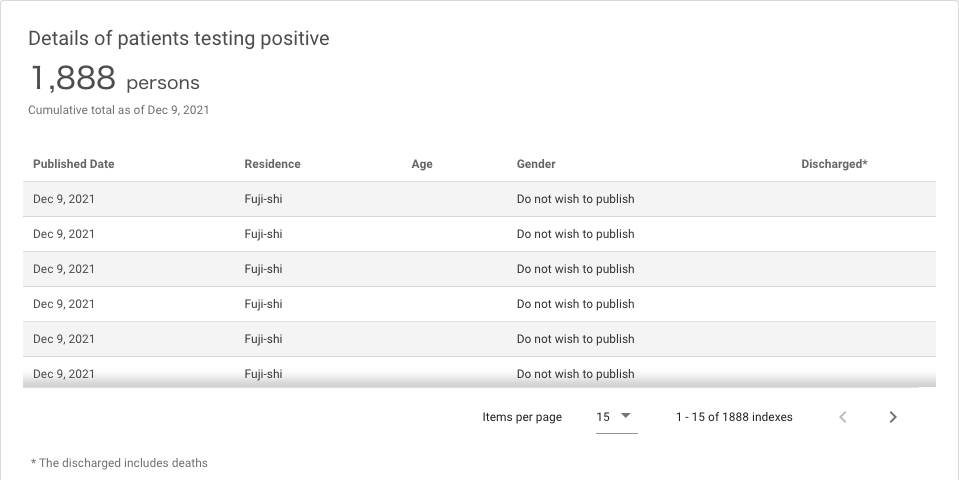 Details of patients testing positive
1,888 persons
Cumulative total as of Dec 9, 2021
Published Date Residence Age Gender Discharged*
Dec 9, 2021 Fuji-shi Do not wish to publish
Dec 9, 2021 Fuji-shi Do not wish to publish
Dec 9, 2021 Fuji-shi Do not wish to publish
Dec 9, 2021 Fuji-shi Do not wish to publish
Dec 9, 2021 Fuji-shi Do not wish to publish
Dec 9, 2021 Fuji-shi Do not wish to publish
Items per page 15 1 - 15 of 1888 indexes
* The discharged includes deaths